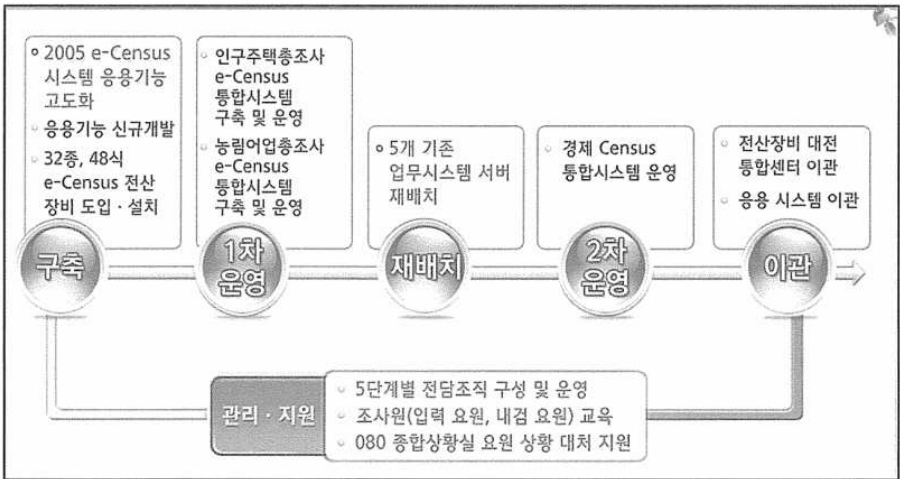 ○ 2005 e-Census
시스템 응용기능
고도화
○ 응용기능 신규개발
○ 32종, 48식
e-Census 전산
장비 도입 · 설치
구축
○ 인구주택총조사
e-Census
통합시스템
구축 및 운영
○ 농림어업총조사
e-Census
통합시스템
구축 및 운영
1차
운영
○ 5개 기존
업무시스템 서버
재배치
재배치
○ 경제 Census
통합시스템 운영
2차
운영
○ 전산장비 대전
통합센터 이관
○ 응용 시스템 이관
이관
관리 · 지원
○ 5단계별 전담조직 구성 및 운영
○ 조사원(입력 요원, 내검 요원) 교육
○ 080 종합상황실 요원 상황 대처 지원